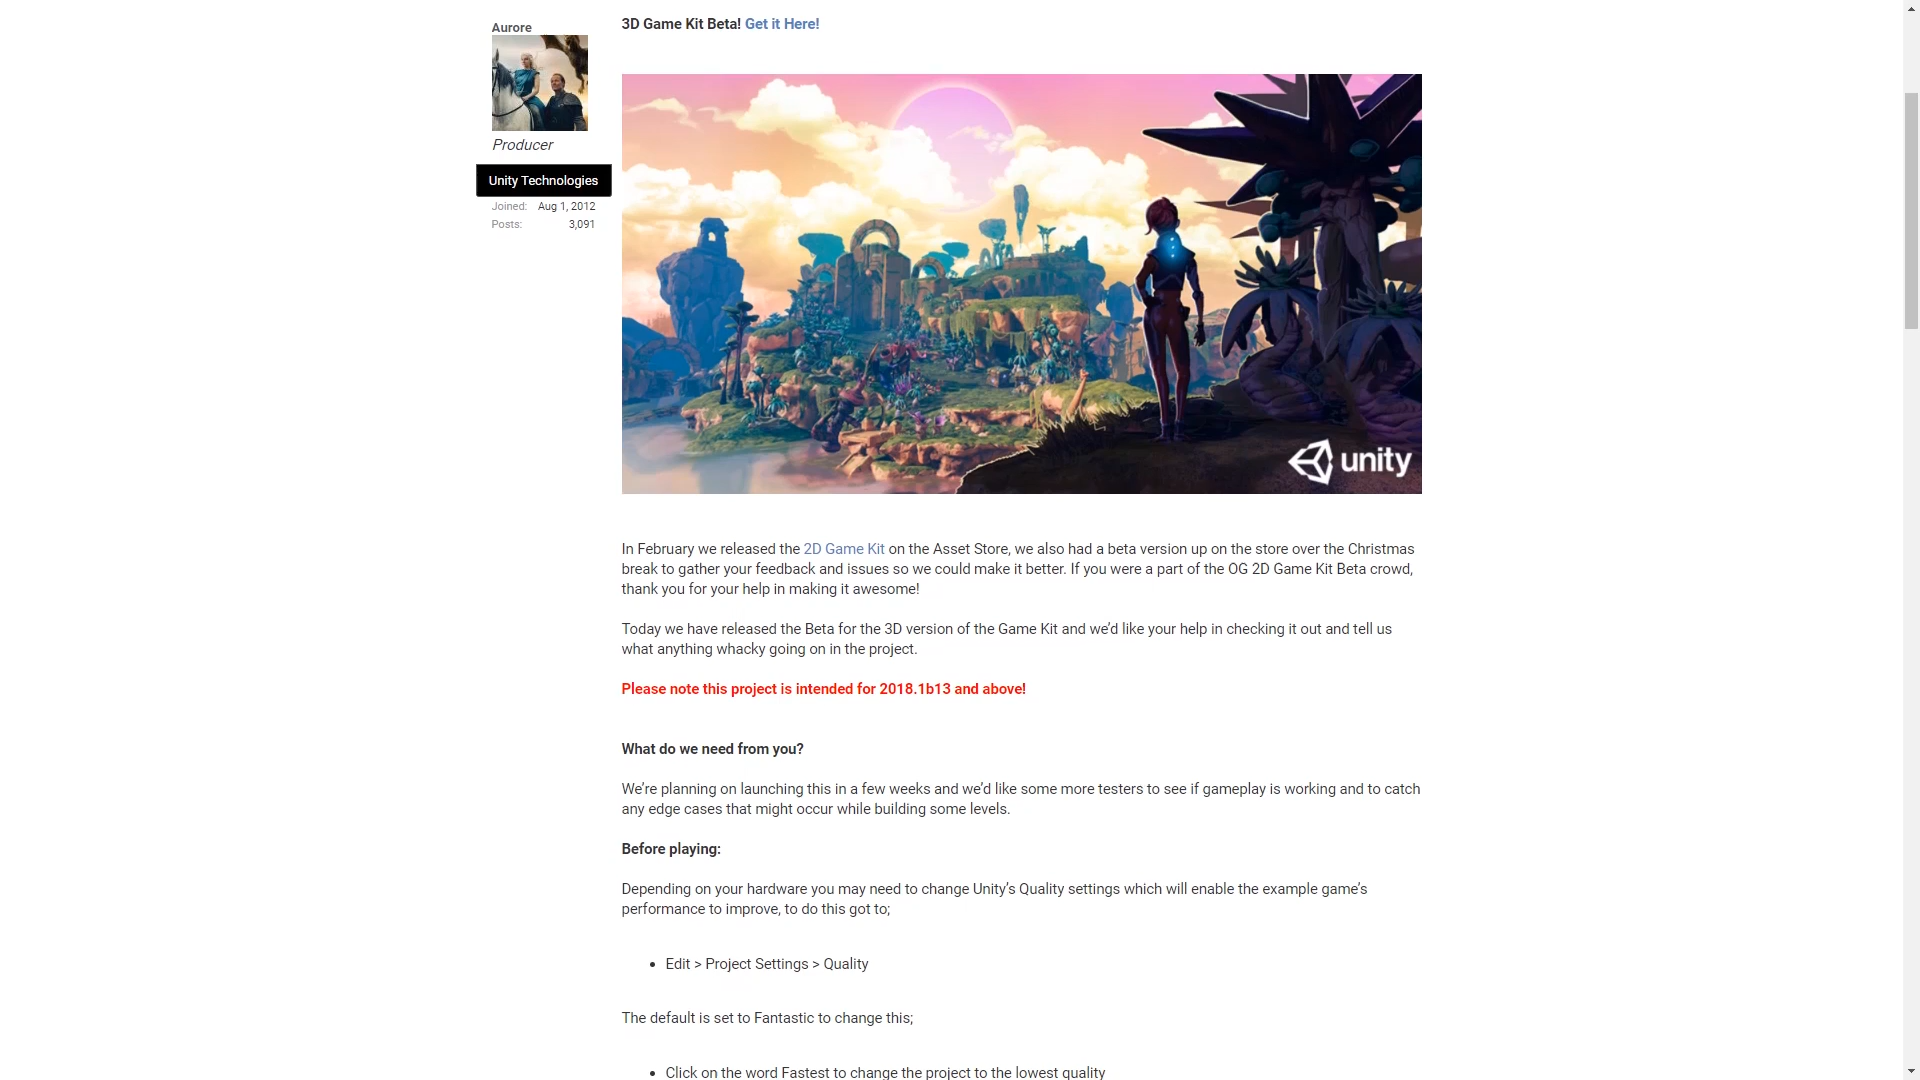 Aurore
Producer
Unity Technologies
Joined: Aug 1, 2012
Posts: 3,091
3D Game Kit Beta! Get it Here!
unity
In February we released the 2D Game Kit on the Asset Store, we also had a beta version up on the store over the Christmas
break to gather your feedback and issues so we could make it better. If you were a part of the OG 2D Game Kit Beta crowd,
thank you for your help in making it awesome!
Today we have released the Beta for the 3D version of the Game Kit and we’d like your help in checking it out and tell us
what anything whacky going on in the project.
Please note this project is intended for 2018.1b13 and above!
What do we need from you?
We’re planning on launching this in a few weeks and we’d like some more testers to see if gameplay is working and to catch
any edge cases that might occur while building some levels.
Before playing:
Depending on your hardware you may need to change Unity’s Quality settings which will enable the example game’s
performance to improve, to do this got to;
• Edit > Project Settings > Quality
The default is set to Fantastic to change this;
• Click on the word Fastest to change the project to the lowest quality